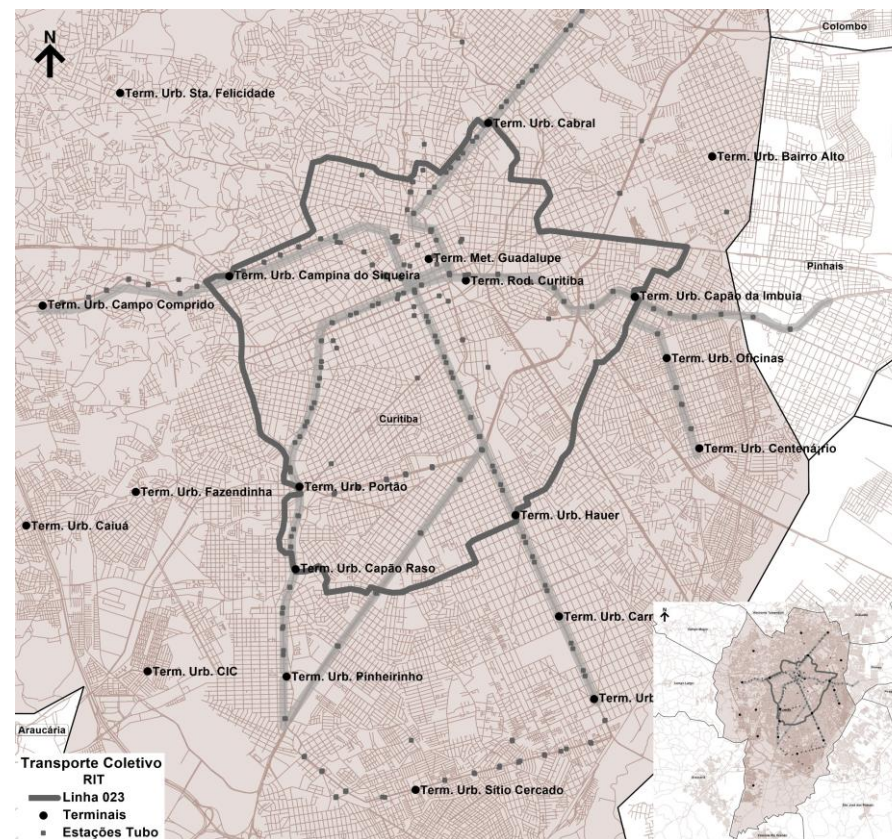 Colombo
N
Term. Urb. Sta. Felicidade
Term. Urb. Cabral
Term. Urb. Bairro Alto
Term. Met. Guadalupe
Pinhais
Term. Urb. Campina do Siqueira
Term. Rod. Curitiba
Term. Urb. Campo Comprido
Term. Urb. Capão da Imbuia
Term. Urb. Oficinas
Curitiba
Term. Urb. Centená;rio
Term. Urb. Portão
Term. Urb. Fazendinha
Term. Urb. Hauer
Term. Urb. Caiuá
Term. Urb. Capão Raso
N
Term. Urb. Carr
Term. Urb. CIC
Term. Urb. Pinheirinho
Term. Urb
Araucária
Transporte Coletivo
RIT
Linha 023
Terminais
Estações Tubo
Term. Urb. Sítio Cercado